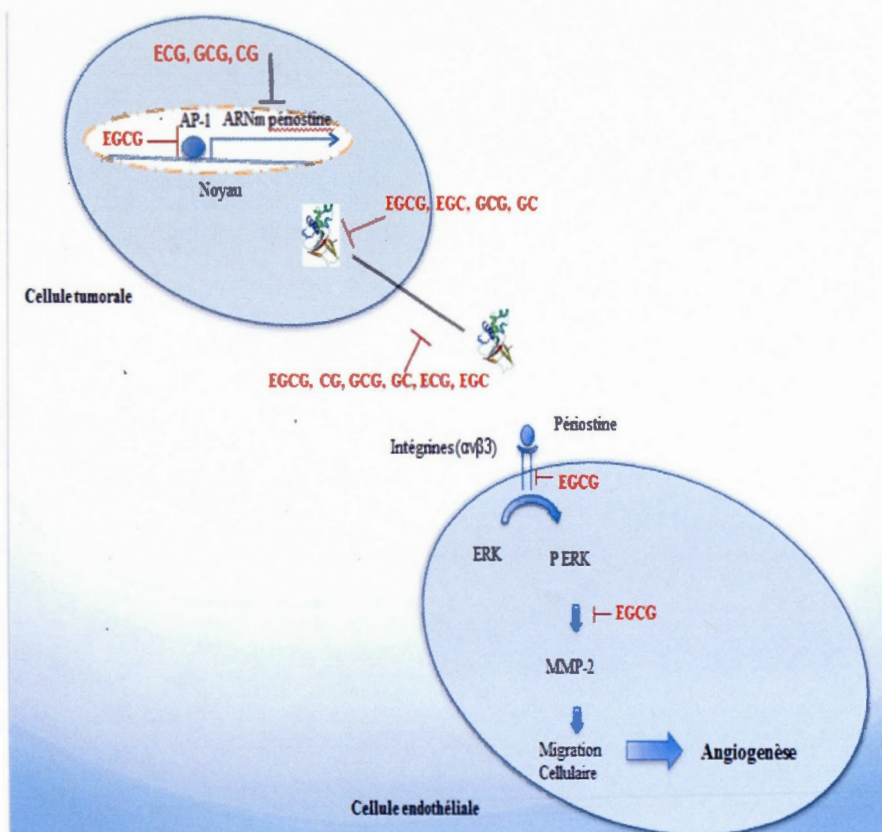 ECG, GCG, CG
AP-1 ARNm périostine
EGCG
Noyau
EGCG, EGC, GCG, GC
Cellule tumorale
EGCG, CG, GCG, GC, ECG, EGC
Périostine
Intégrines (αvβ3)
EGCG
ERK P ERK
EGCG
MMP-2
Migration
Cellulaire
Angiogenèse
Cellule endothéliale